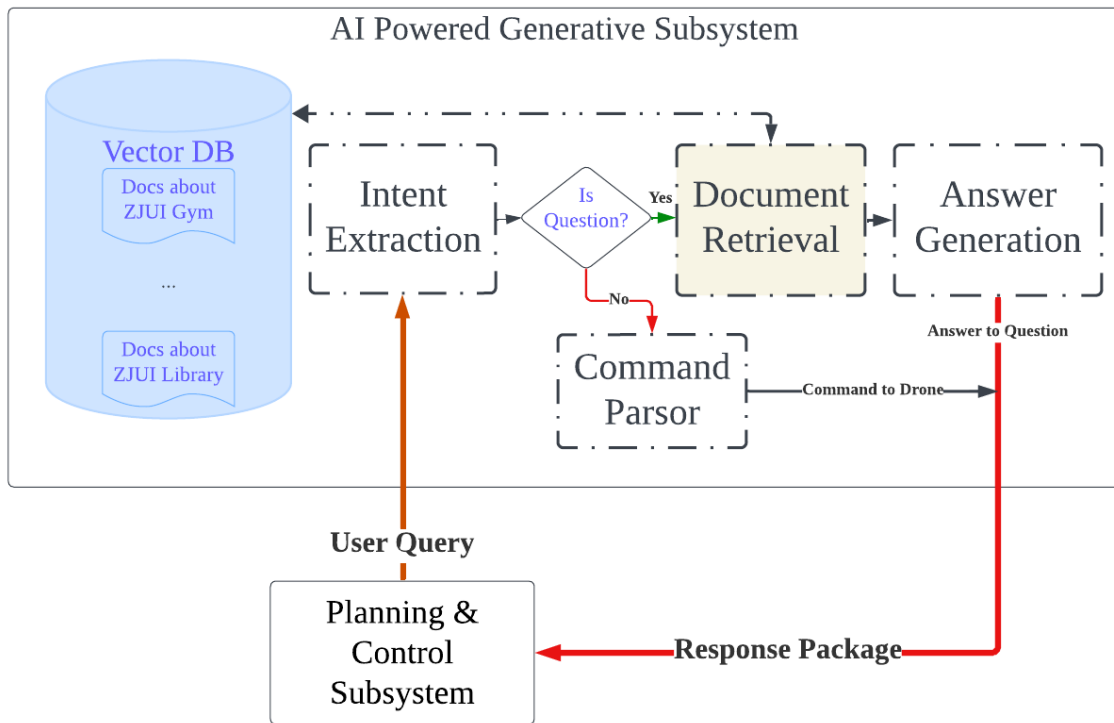 AI Powered Generative Subsystem
Vector DB
Docs about
ZJUI Gym
...
Docs about
ZJUI Library
Intent
Extraction
Is
Question?
Yes
No
Document
Retrieval
Answer
Generation
Command
Parsor
Command to Drone
Answer to Question
User Query
Planning &
Control
Subsystem
Response Package